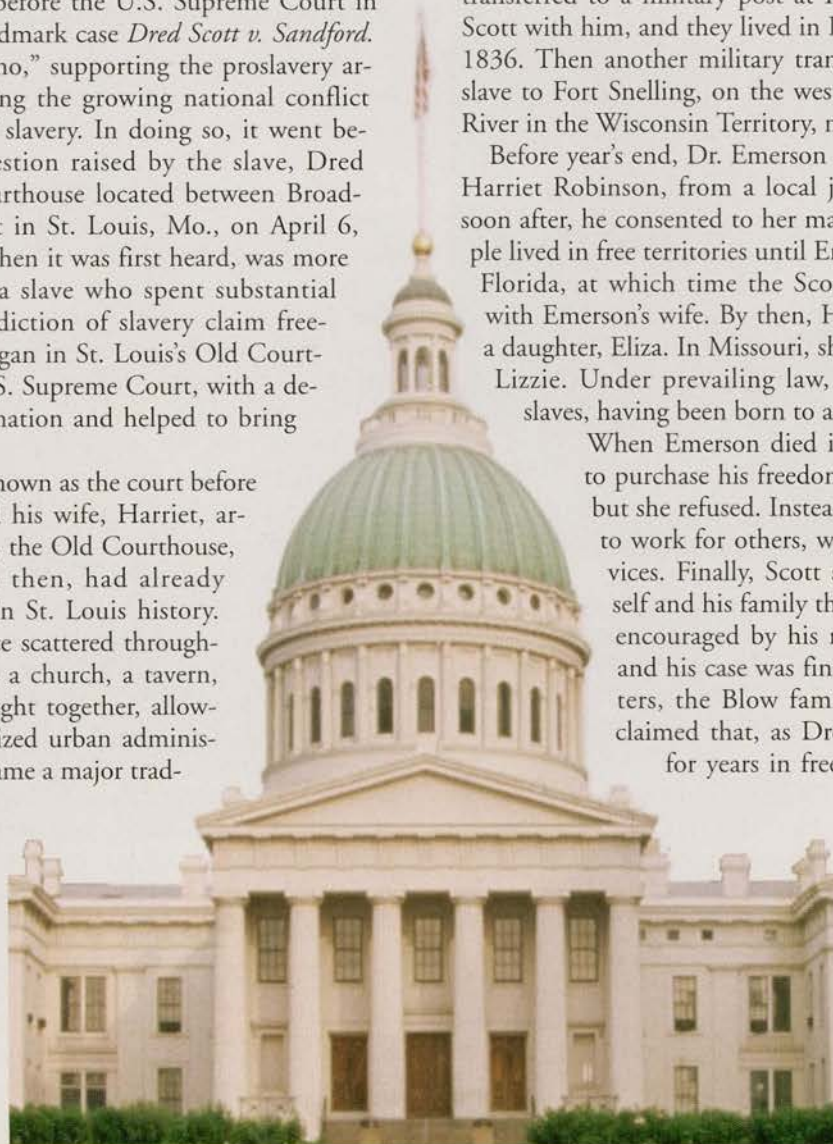 before the U.S. Supreme Court in
dmark case Dred Scott v. Sandford.
no,” supporting the proslavery ar-
ng the growing national conflict
slavery. In doing so, it went be-
estion raised by the slave, Dred
urthouse located between Broad-
t in St. Louis, Mo., on April 6,
hen it was first heard, was more
a slave who spent substantial
diction of slavery claim free-
gan in St. Louis’s Old Court-
S. Supreme Court, with a de-
nation and helped to bring
nown as the court before
his wife, Harriet, ar-
the Old Courthouse,
then, had already
n St. Louis history.
e scattered through-
a church, a tavern,
ght together, allow-
ized urban adminis-
ame a major trad-
transferred to a military post at
Scott with him, and they lived in
1836. Then another military tran
slave to Fort Snelling, on the wes
River in the Wisconsin Territory,
Before year’s end, Dr. Emerson
Harriet Robinson, from a local j
soon after, he consented to her ma
ple lived in free territories until E
Florida, at which time the Sco
with Emerson’s wife. By then, H
a daughter, Eliza. In Missouri, sh
Lizzie. Under prevailing law,
slaves, having been born to a
When Emerson died i
to purchase his freedom
but she refused. Instea
to work for others, w
vices. Finally, Scott
self and his family th
encouraged by his
and his case was fin
ters, the Blow fam
claimed that, as Dr
for years in free